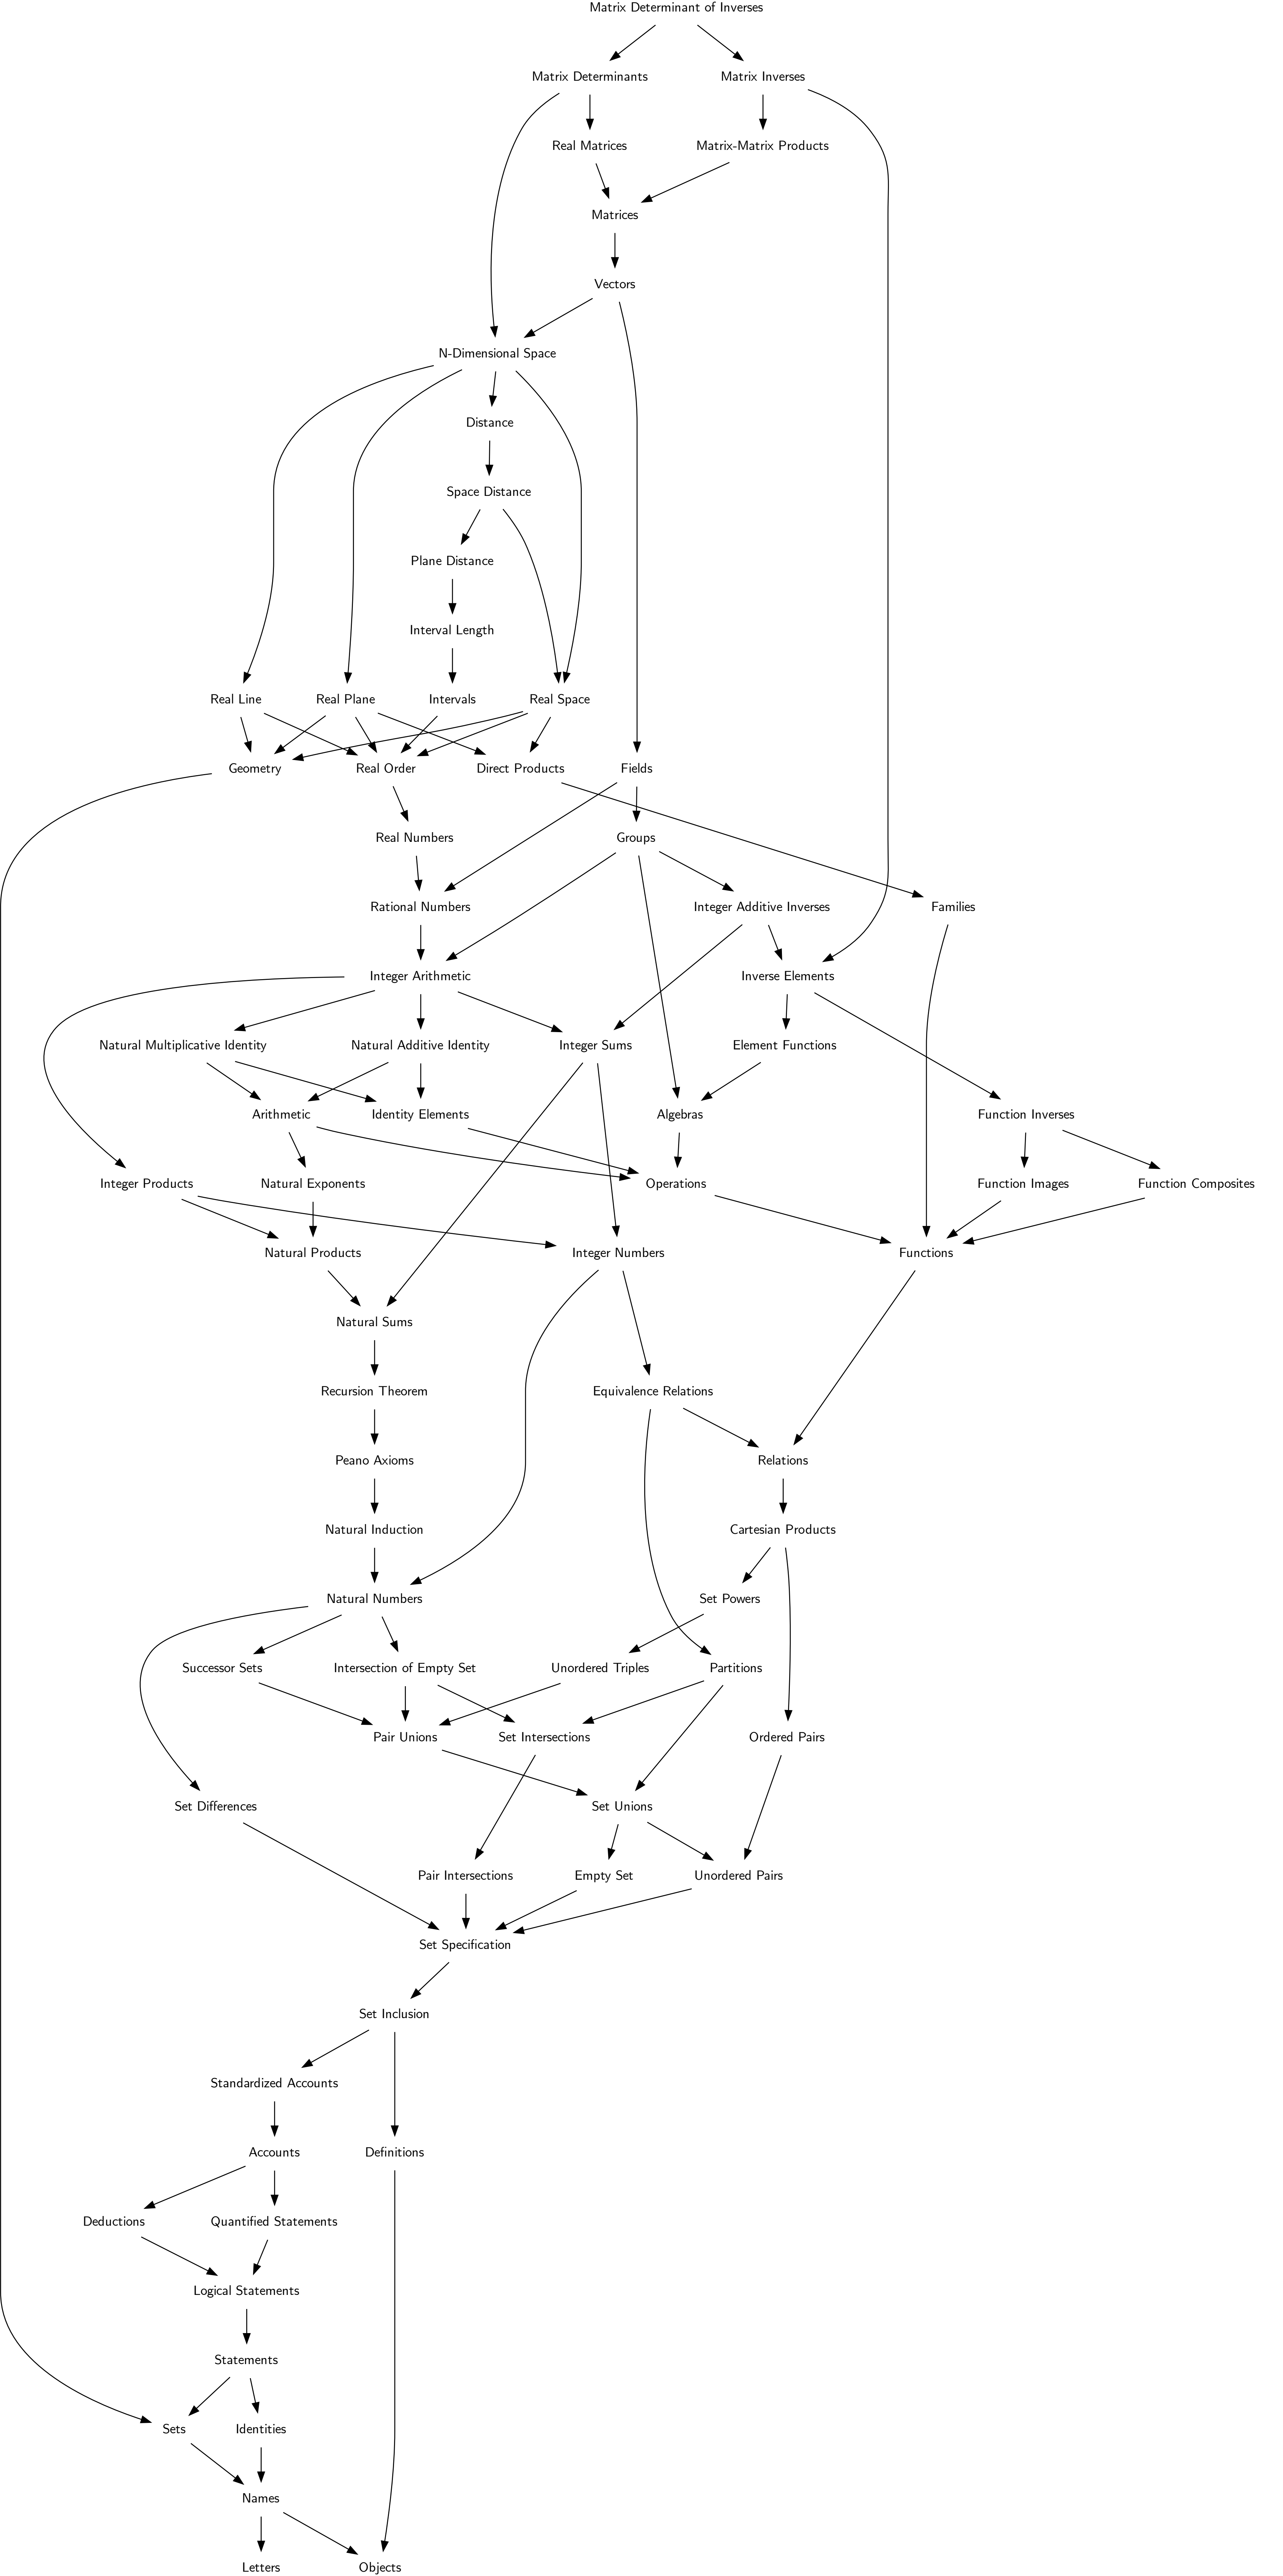 Matrix Determinant of Inverses
Matrix Determinants
Matrix Inverses
Real Matrices
Matrix-Matrix Products
Matrices
Vectors
N-Dimensional Space
Distance
Space Distance
Plane Distance
Interval Length
Real Line
Real Plane
Intervals
Real Space
Geometry
Real Order
Direct Products
Fields
Real Numbers
Groups
Rational Numbers
Integer Additive Inverses
Families
Integer Arithmetic
Inverse Elements
Natural Multiplicative Identity
Natural Additive Identity
Integer Sums
Element Functions
Arithmetic
Identity Elements
Algebras
Function Inverses
Integer Products
Natural Exponents
Operations
Function Images
Function Composites
Natural Products
Integer Numbers
Functions
Natural Sums
Recursion Theorem
Equivalence Relations
Peano Axioms
Relations
Natural Induction
Cartesian Products
Natural Numbers
Set Powers
Successor Sets
Intersection of Empty Set
Unordered Triples
Partitions
Pair Unions
Set Intersections
Ordered Pairs
Set Differences
Set Unions
Pair Intersections
Empty Set
Unordered Pairs
Set Specification
Set Inclusion
Standardized Accounts
Accounts
Definitions
Deductions
Quantified Statements
Logical Statements
Statements
Sets
Identities
Names
Letters
Objects